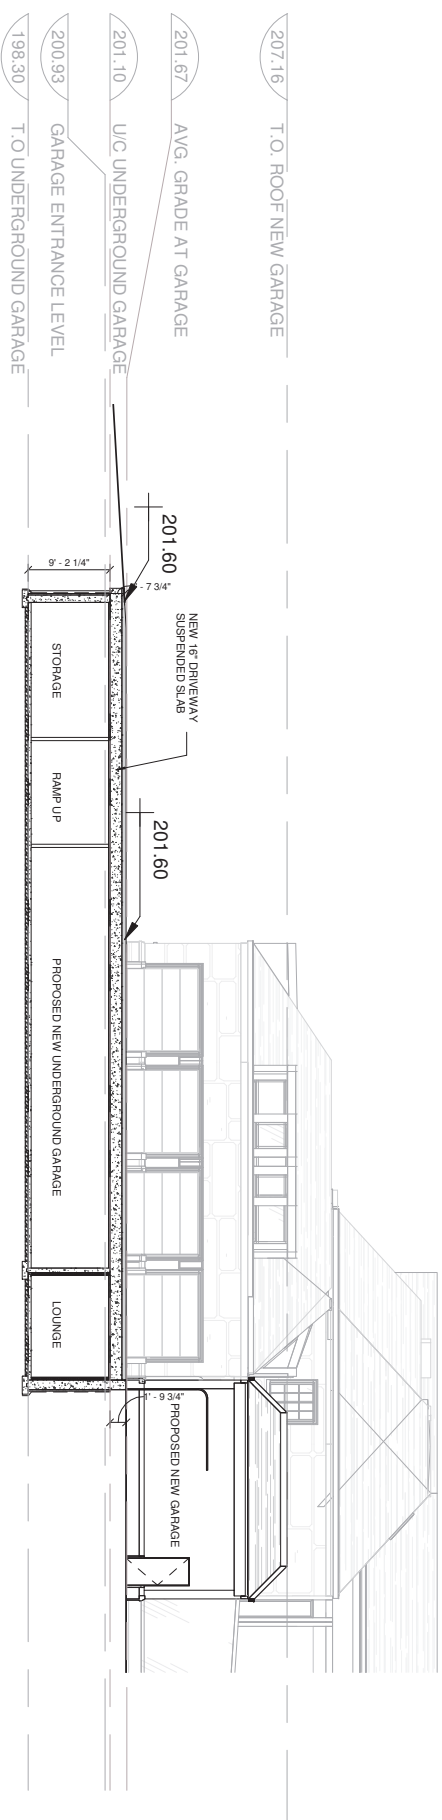 207.16
T.O. ROOF NEW GARAGE
201.67
AVG. GRADE AT GARAGE
201.10
U/C UNDERGROUND GARAGE
200.93
GARAGE ENTRANCE LEVEL
198.30
T.O UNDERGROUND GARAGE
201.60
NEW 16" DRIVEWAY
SUSPENDED SLAB
201.60
9' - 2 1/4"
- 7 3/4"
STORAGE
RAMP UP
PROPOSED NEW UNDERGROUND GARAGE
LOUNGE
1' - 9 3/4"
PROPOSED NEW GARAGE